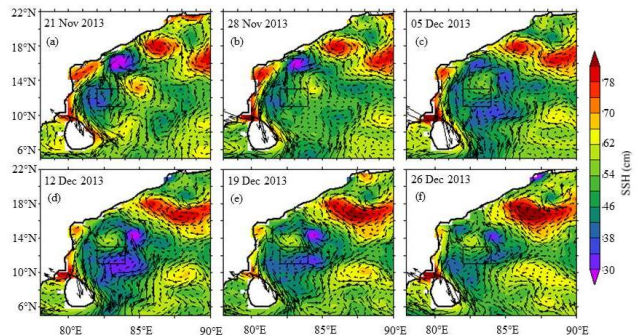 21 Nov 2013
28 Nov 2013
05 Dec 2013
(a)
(b)
(c)
22°N
18°N
14°N
10°N
6°N
12 Dec 2013
19 Dec 2013
26 Dec 2013
(d)
(e)
(f)
22°N
18°N
14°N
10°N
6°N
80°E 85°E 90°E 80°E 85°E 90°E 80°E 85°E 90°E
78
70
62
54
46
38
30
SSH (cm)